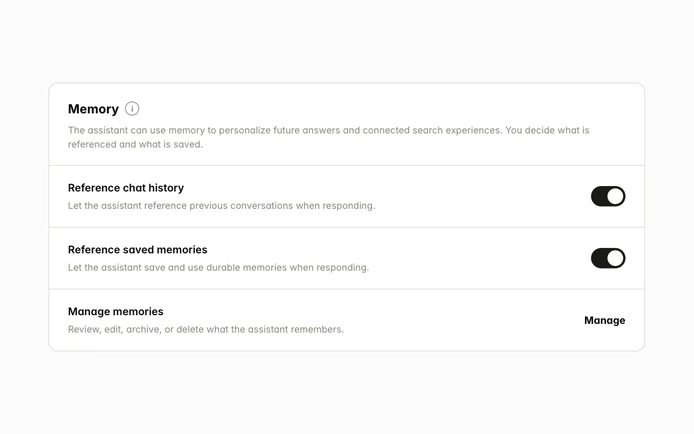 Memory
The assistant can use memory to personalize future answers and connected search experiences. You decide what is
referenced and what is saved.
Reference chat history
Let the assistant reference previous conversations when responding.
Reference saved memories
Let the assistant save and use durable memories when responding.
Manage memories
Review, edit, archive, or delete what the assistant remembers.
Manage